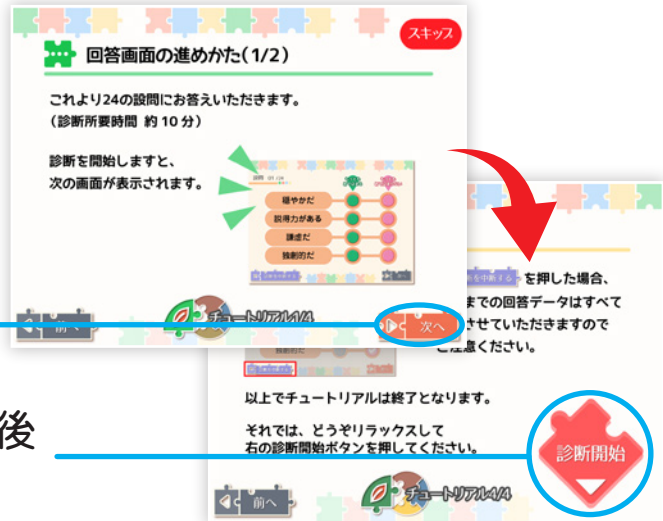 スキップ
回答画面の進めかた(1/2)
これより24の設問にお答えいただきます。
(診断所要時間 約10分)
診断を開始しますと、
次の画面が表示されます。
穏やかだ
説得力がある
謙虚だ
独創的だ
前へ
チュートリアル1/4
次へ
を中断する を押した場合、
までの回答データはすべて
させていただきますので
ご注意ください。
以上でチュートリアルは終了となります。
それでは、どうぞリラックスして
右の診断開始ボタンを押してください。
後
診断開始
前へ
チュートリアル4/4